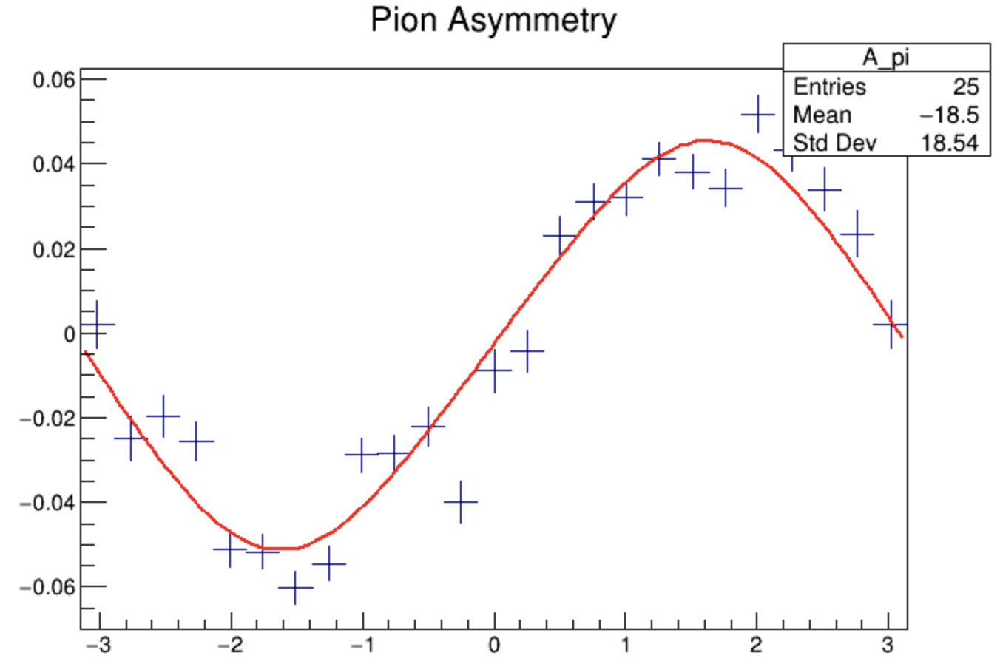 Pion Asymmetry
A_pi
Entries 25
Mean −18.5
Std Dev 18.54
0.06
0.04
0.02
0
−0.02
−0.04
−0.06
−3 −2 −1 0 1 2 3